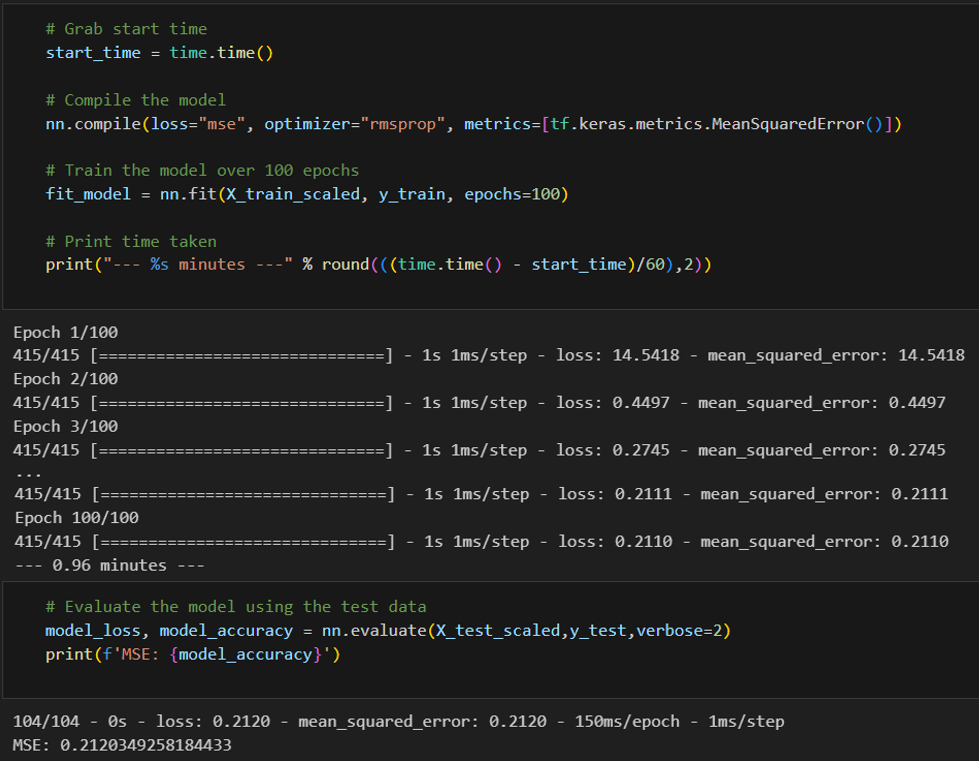 # Grab start time
start_time = time.time()
# Compile the model
nn.compile(loss="mse", optimizer="rmsprop", metrics=[tf.keras.metrics.MeanSquaredError()])
# Train the model over 100 epochs
fit_model = nn.fit(X_train_scaled, y_train, epochs=100)
# Print time taken
print("--- %s minutes ---" % round(((time.time() - start_time)/60),2))
Epoch 1/100
415/415 [==============================] - 1s 1ms/step - loss: 14.5418 - mean_squared_error: 14.5418
Epoch 2/100
415/415 [==============================] - 1s 1ms/step - loss: 0.4497 - mean_squared_error: 0.4497
Epoch 3/100
415/415 [==============================] - 1s 1ms/step - loss: 0.2745 - mean_squared_error: 0.2745
...
415/415 [==============================] - 1s 1ms/step - loss: 0.2111 - mean_squared_error: 0.2111
Epoch 100/100
415/415 [==============================] - 1s 1ms/step - loss: 0.2110 - mean_squared_error: 0.2110
--- 0.96 minutes ---
# Evaluate the model using the test data
model_loss, model_accuracy = nn.evaluate(X_test_scaled,y_test,verbose=2)
print(f'MSE: {model_accuracy}')
104/104 - 0s - loss: 0.2120 - mean_squared_error: 0.2120 - 150ms/epoch - 1ms/step
MSE: 0.2120349258184433